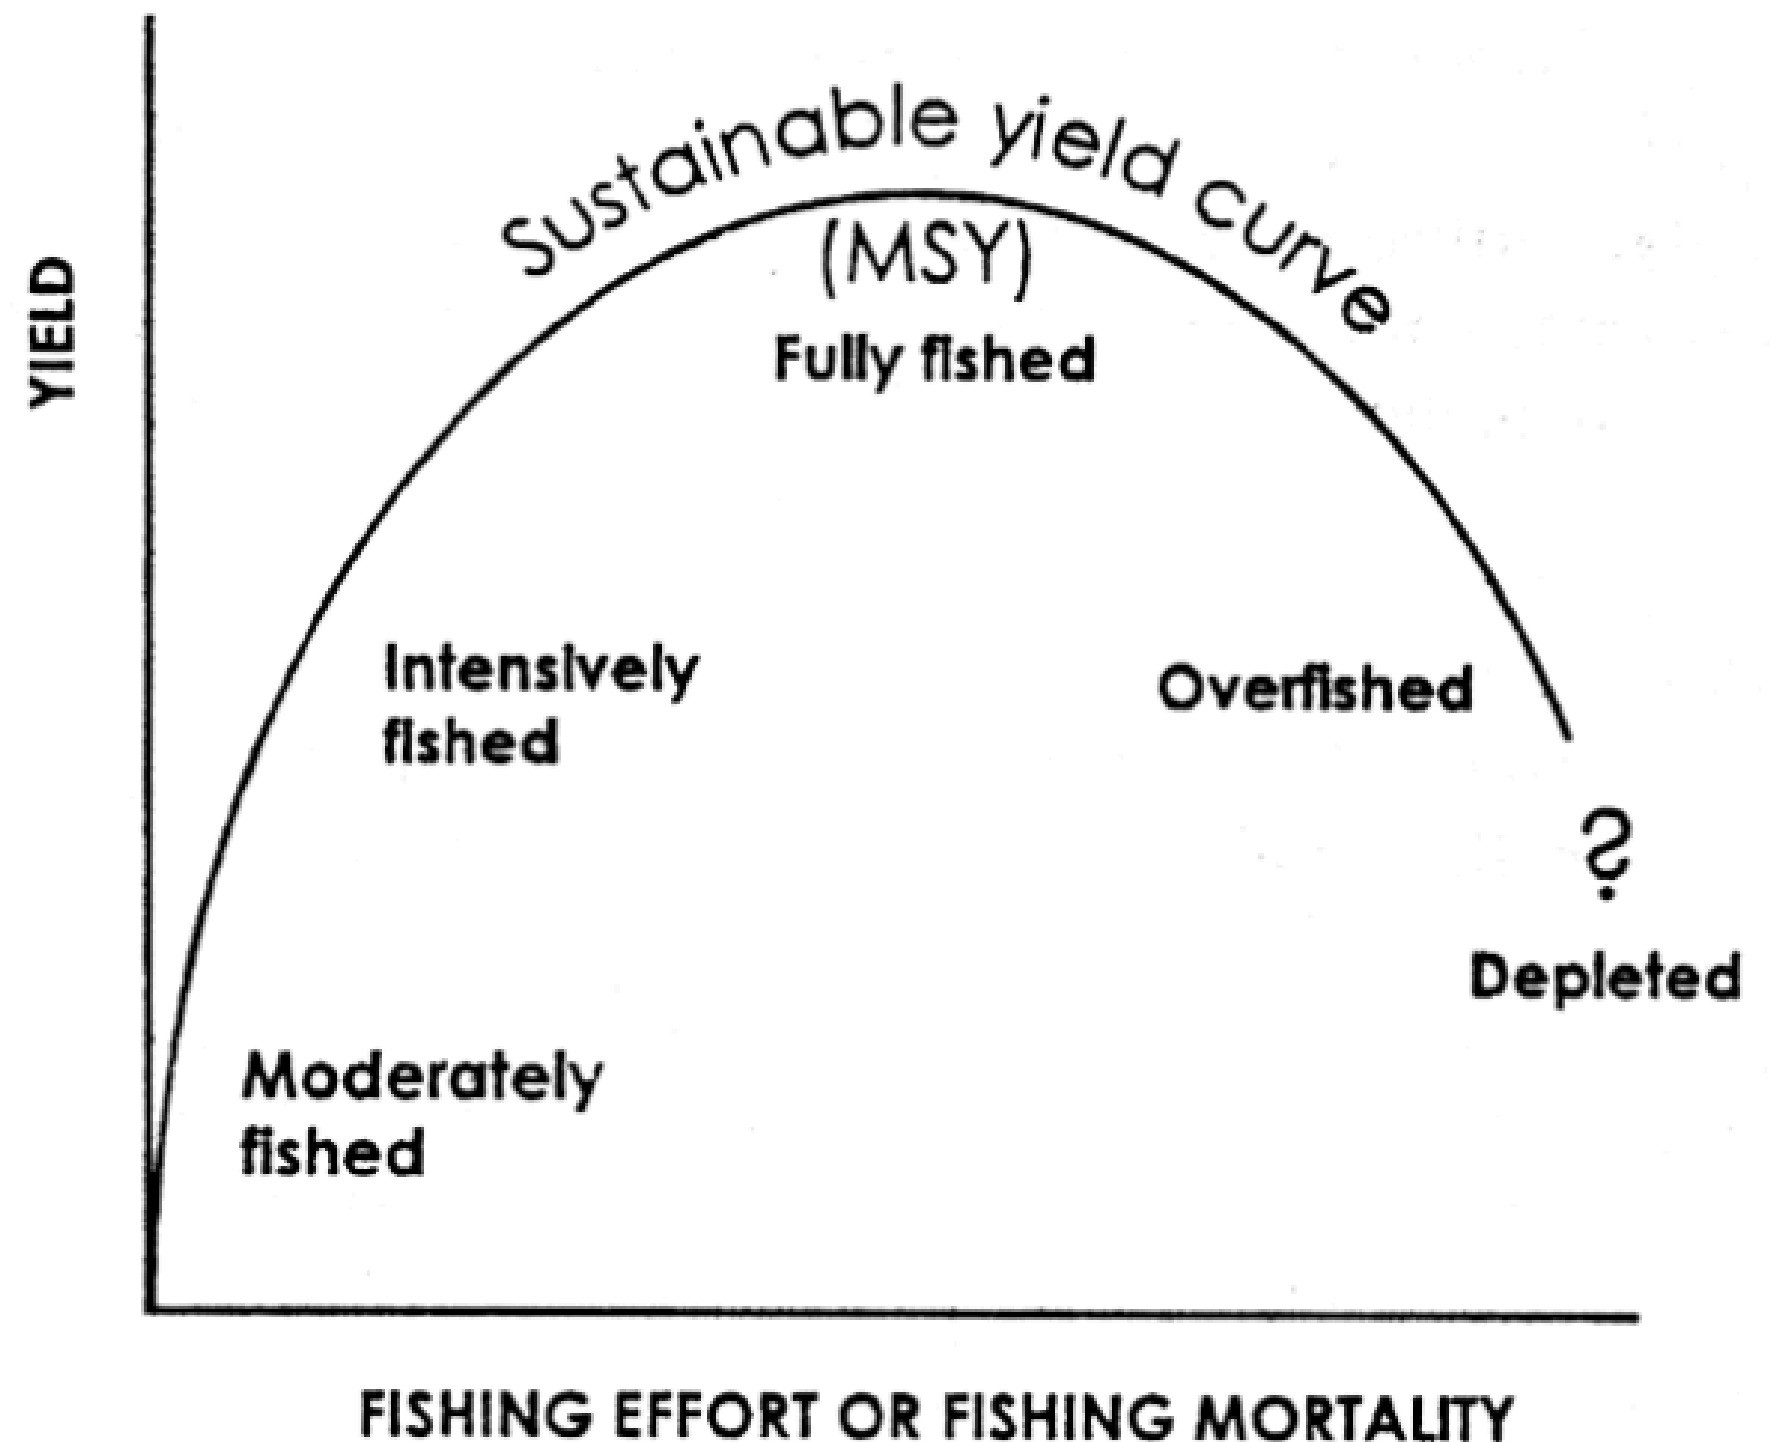 Sustainable yield curve
(MSY)
Fully fished
YIELD
Intensively
fished
Overfished
?
Depleted
Moderately
fished
FISHING EFFORT OR FISHING MORTALITY